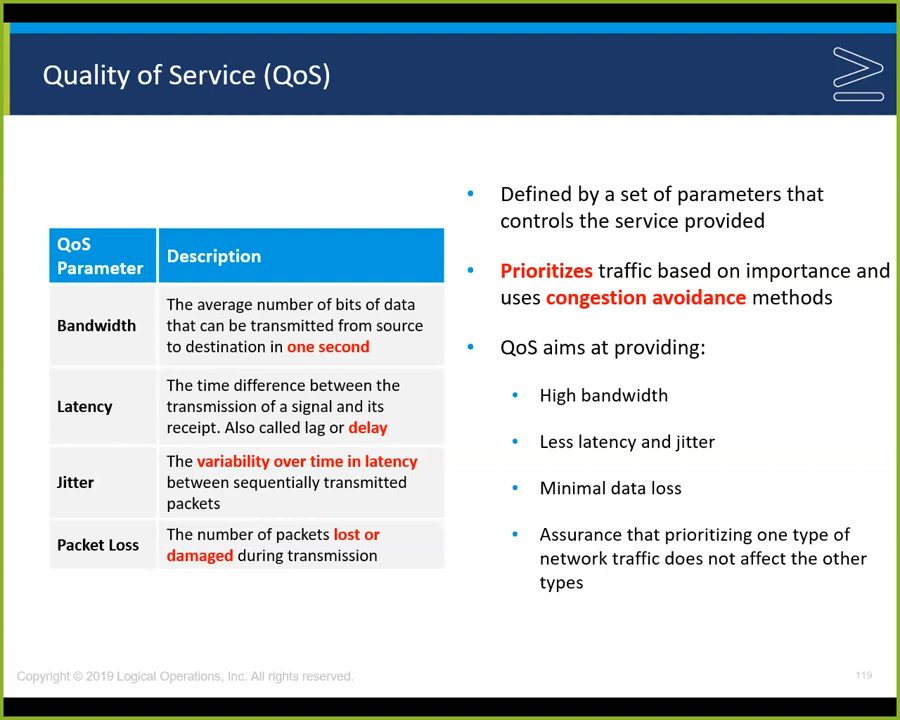 Quality of Service (QoS)
QoS
Parameter
Description
Bandwidth
The average number of bits of data
that can be transmitted from source
to destination in one second
Latency
The time difference between the
transmission of a signal and its
receipt. Also called lag or delay
Jitter
The variability over time in latency
between sequentially transmitted
packets
Packet Loss
The number of packets lost or
damaged during transmission
• Defined by a set of parameters that
controls the service provided
• Prioritizes traffic based on importance and
uses congestion avoidance methods
• QoS aims at providing:
• High bandwidth
• Less latency and jitter
• Minimal data loss
• Assurance that prioritizing one type of
network traffic does not affect the other
types
Copyright © 2019 Logical Operations, Inc. All rights reserved.
119